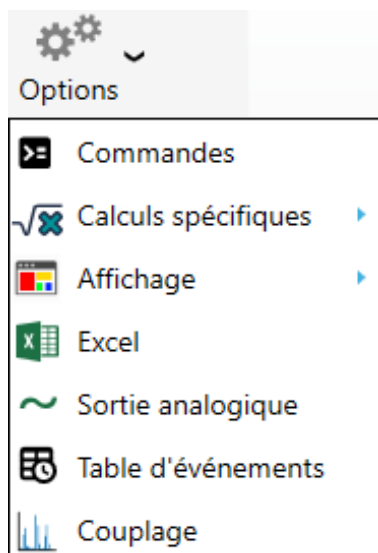 Options
Commandes
Calculs spécifiques
Affichage
Excel
Sortie analogique
Table d'événements
Couplage